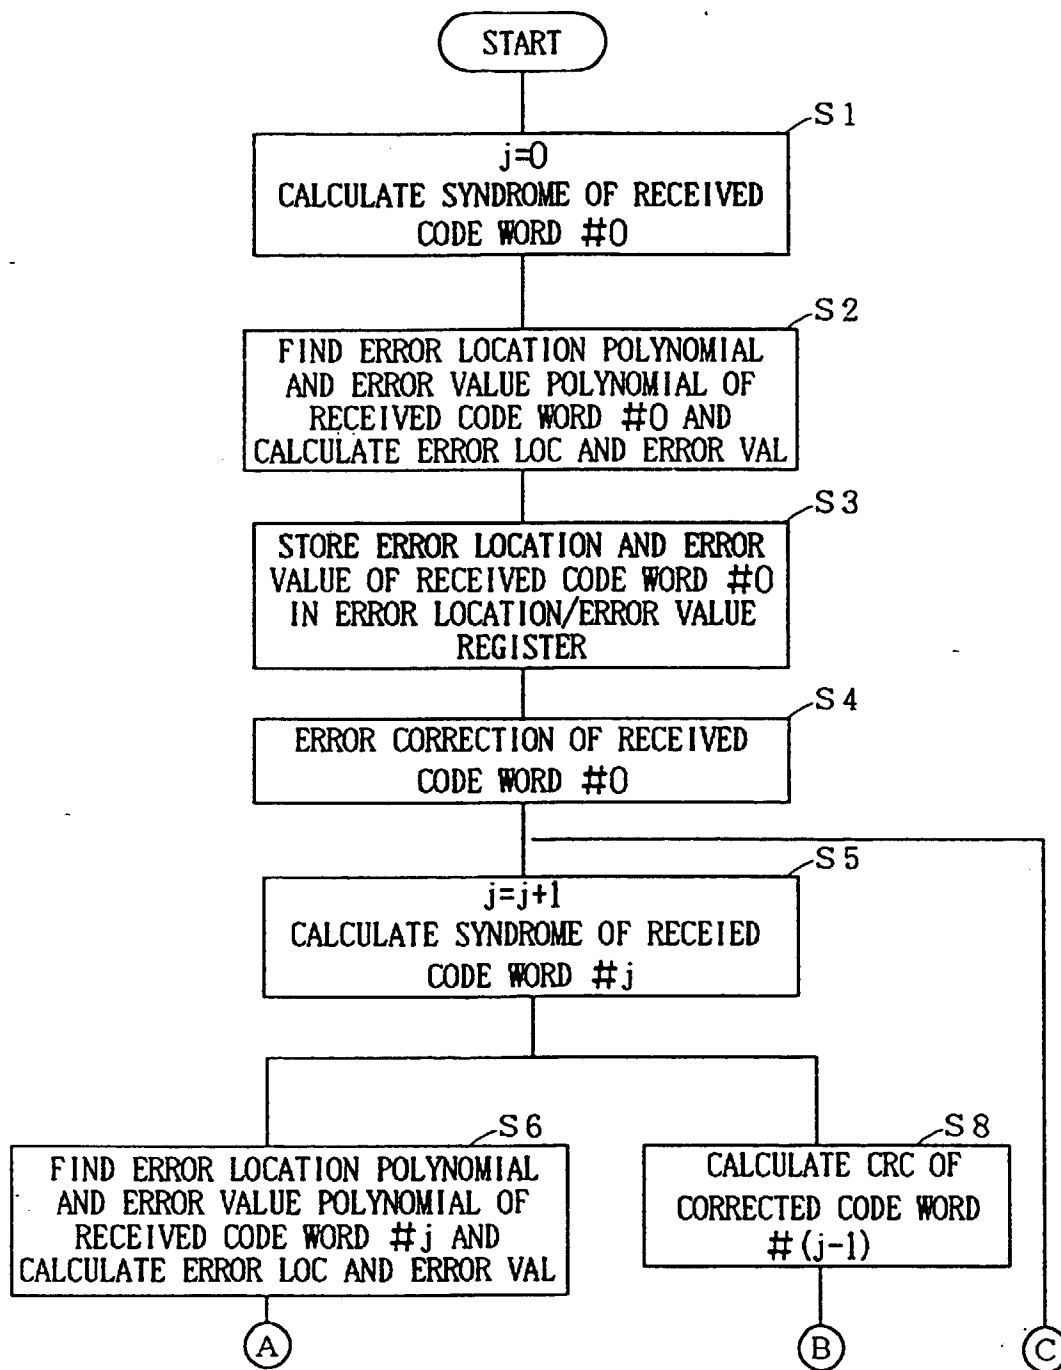 START
S1
j=0
CALCULATE SYNDROME OF RECEIVED
CODE WORD #0
S2
FIND ERROR LOCATION POLYNOMIAL
AND ERROR VALUE POLYNOMIAL OF
RECEIVED CODE WORD #0 AND
CALCULATE ERROR LOC AND ERROR VAL
S3
STORE ERROR LOCATION AND ERROR
VALUE OF RECEIVED CODE WORD #0
IN ERROR LOCATION/ERROR VALUE
REGISTER
S4
ERROR CORRECTION OF RECEIVED
CODE WORD #0
S5
j=j+1
CALCULATE SYNDROME OF RECEIED
CODE WORD #j
S6
FIND ERROR LOCATION POLYNOMIAL
AND ERROR VALUE POLYNOMIAL OF
RECEIVED CODE WORD #j AND
CALCULATE ERROR LOC AND ERROR VAL
S8
CALCULATE CRC OF
CORRECTED CODE WORD
#(j-1)
A
B
C